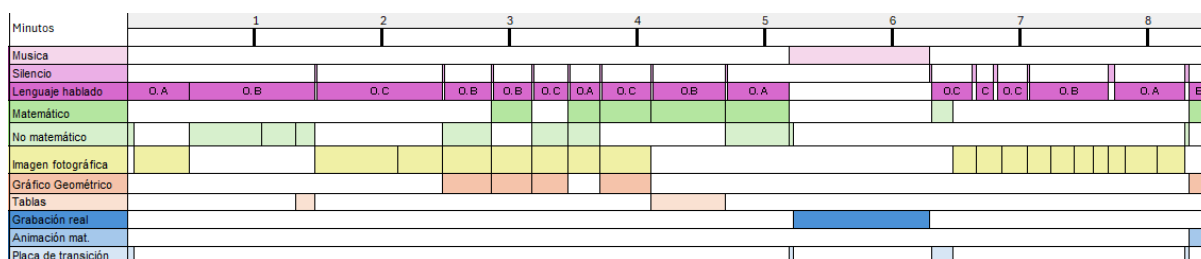 Minutos 1 2 3 4 5 6 7 8
Musica
Silencio
Lenguaje hablado O. A O. B O. C O. B O. B O. C O.A O. C O.B O. A O.C C O. C O. B O. A
Matemático
No matemático
Imagen fotográfica
Gráfico Geométrico
Tablas
Grabación real
Animación mat.
Placa de transición